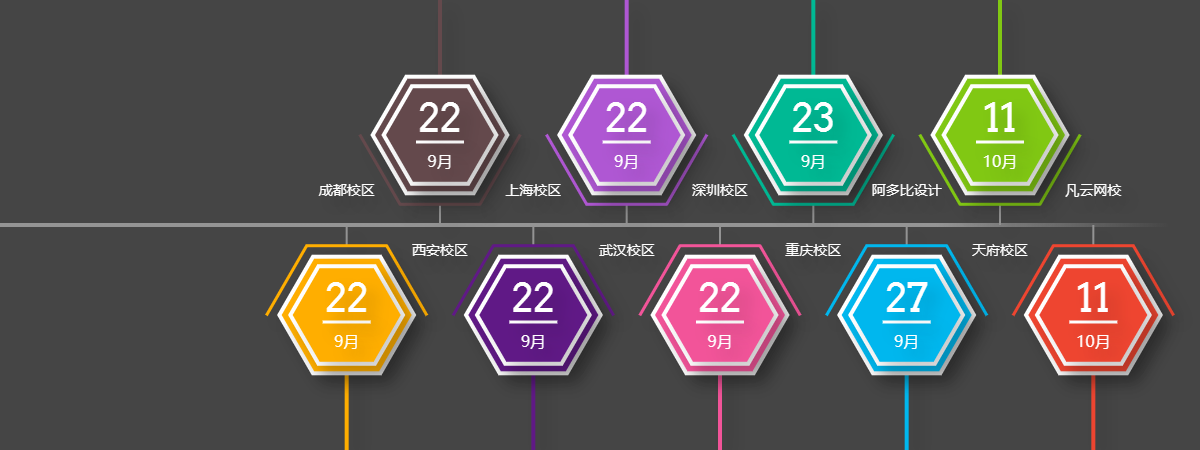 22
9月
22
9月
23
9月
11
10月
成都校区
上海校区
深圳校区
阿多比设计
凡云网校
西安校区
武汉校区
重庆校区
天府校区
22
9月
22
9月
22
9月
27
9月
11
10月